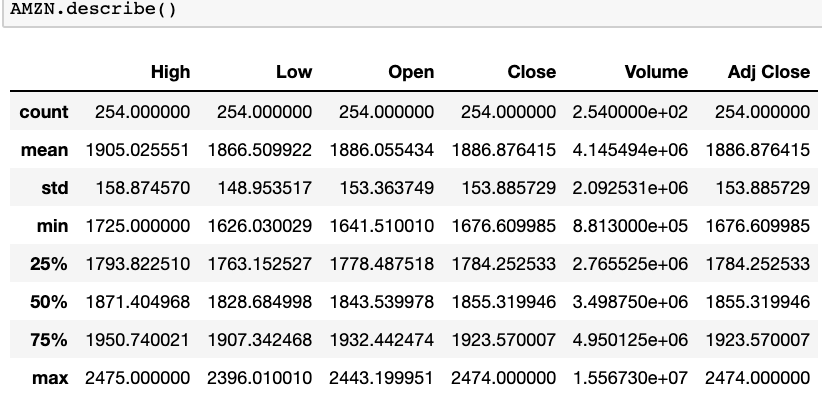 AMZN.describe()
High Low Open Close Volume Adj Close
count 254.000000 254.000000 254.000000 254.000000 2.540000e+02 254.000000
mean 1905.025551 1866.509922 1886.055434 1886.876415 4.145494e+06 1886.876415
std 158.874570 148.953517 153.363749 153.885729 2.092531e+06 153.885729
min 1725.000000 1626.030029 1641.510010 1676.609985 8.813000e+05 1676.609985
25% 1793.822510 1763.152527 1778.487518 1784.252533 2.765525e+06 1784.252533
50% 1871.404968 1828.684998 1843.539978 1855.319946 3.498750e+06 1855.319946
75% 1950.740021 1907.342468 1932.442474 1923.570007 4.950125e+06 1923.570007
max 2475.000000 2396.010010 2443.199951 2474.000000 1.556730e+07 2474.000000